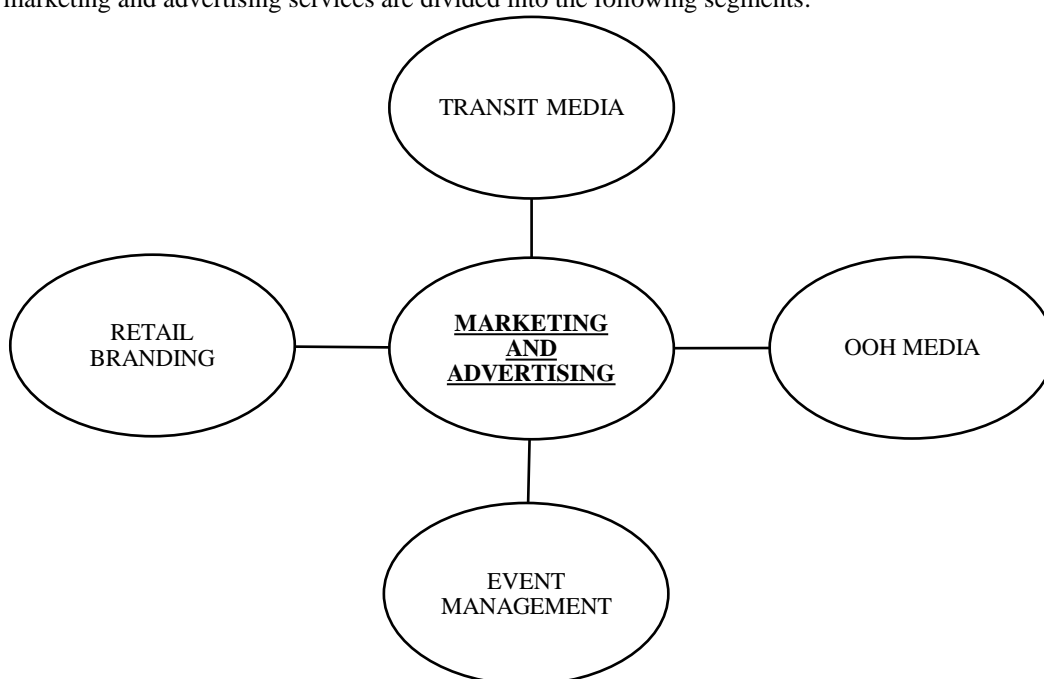 marketing and advertising services are divided into the following segments:
TRANSIT MEDIA
RETAIL
BRANDING
MARKETING
AND
ADVERTISING
OOH MEDIA
EVENT
MANAGEMENT